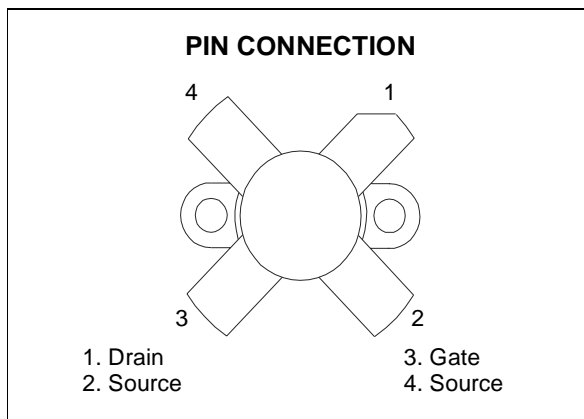 PIN CONNECTION
4 1
3 2
1. Drain 3. Gate
2. Source 4. Source